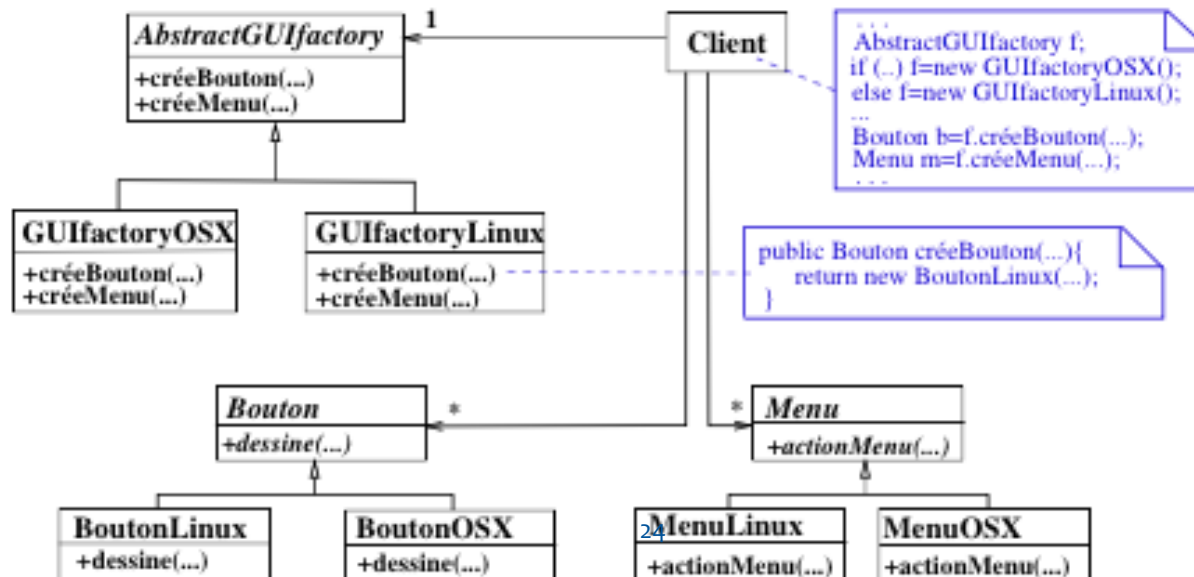 AbstractGUIfactory
+créeBouton(...)
+créeMenu(...)
1
Client
. . .
AbstractGUIfactory f;
if (..) f=new GUIfactoryOSX();
else f=new GUIfactoryLinux();
...
Bouton b=f.créeBouton(...);
Menu m=f.créeMenu(...);
. . .
GUIfactoryOSX
+créeBouton(...)
+créeMenu(...)
GUIfactoryLinux
+créeBouton(...)
+créeMenu(...)
public Bouton créeBouton(...){
return new BoutonLinux(...);
}
Bouton
+dessine(...)
*
*
Menu
+actionMenu(...)
BoutonLinux
+dessine(...)
BoutonOSX
+dessine(...)
24
MenuLinux
+actionMenu(...)
MenuOSX
+actionMenu(...)